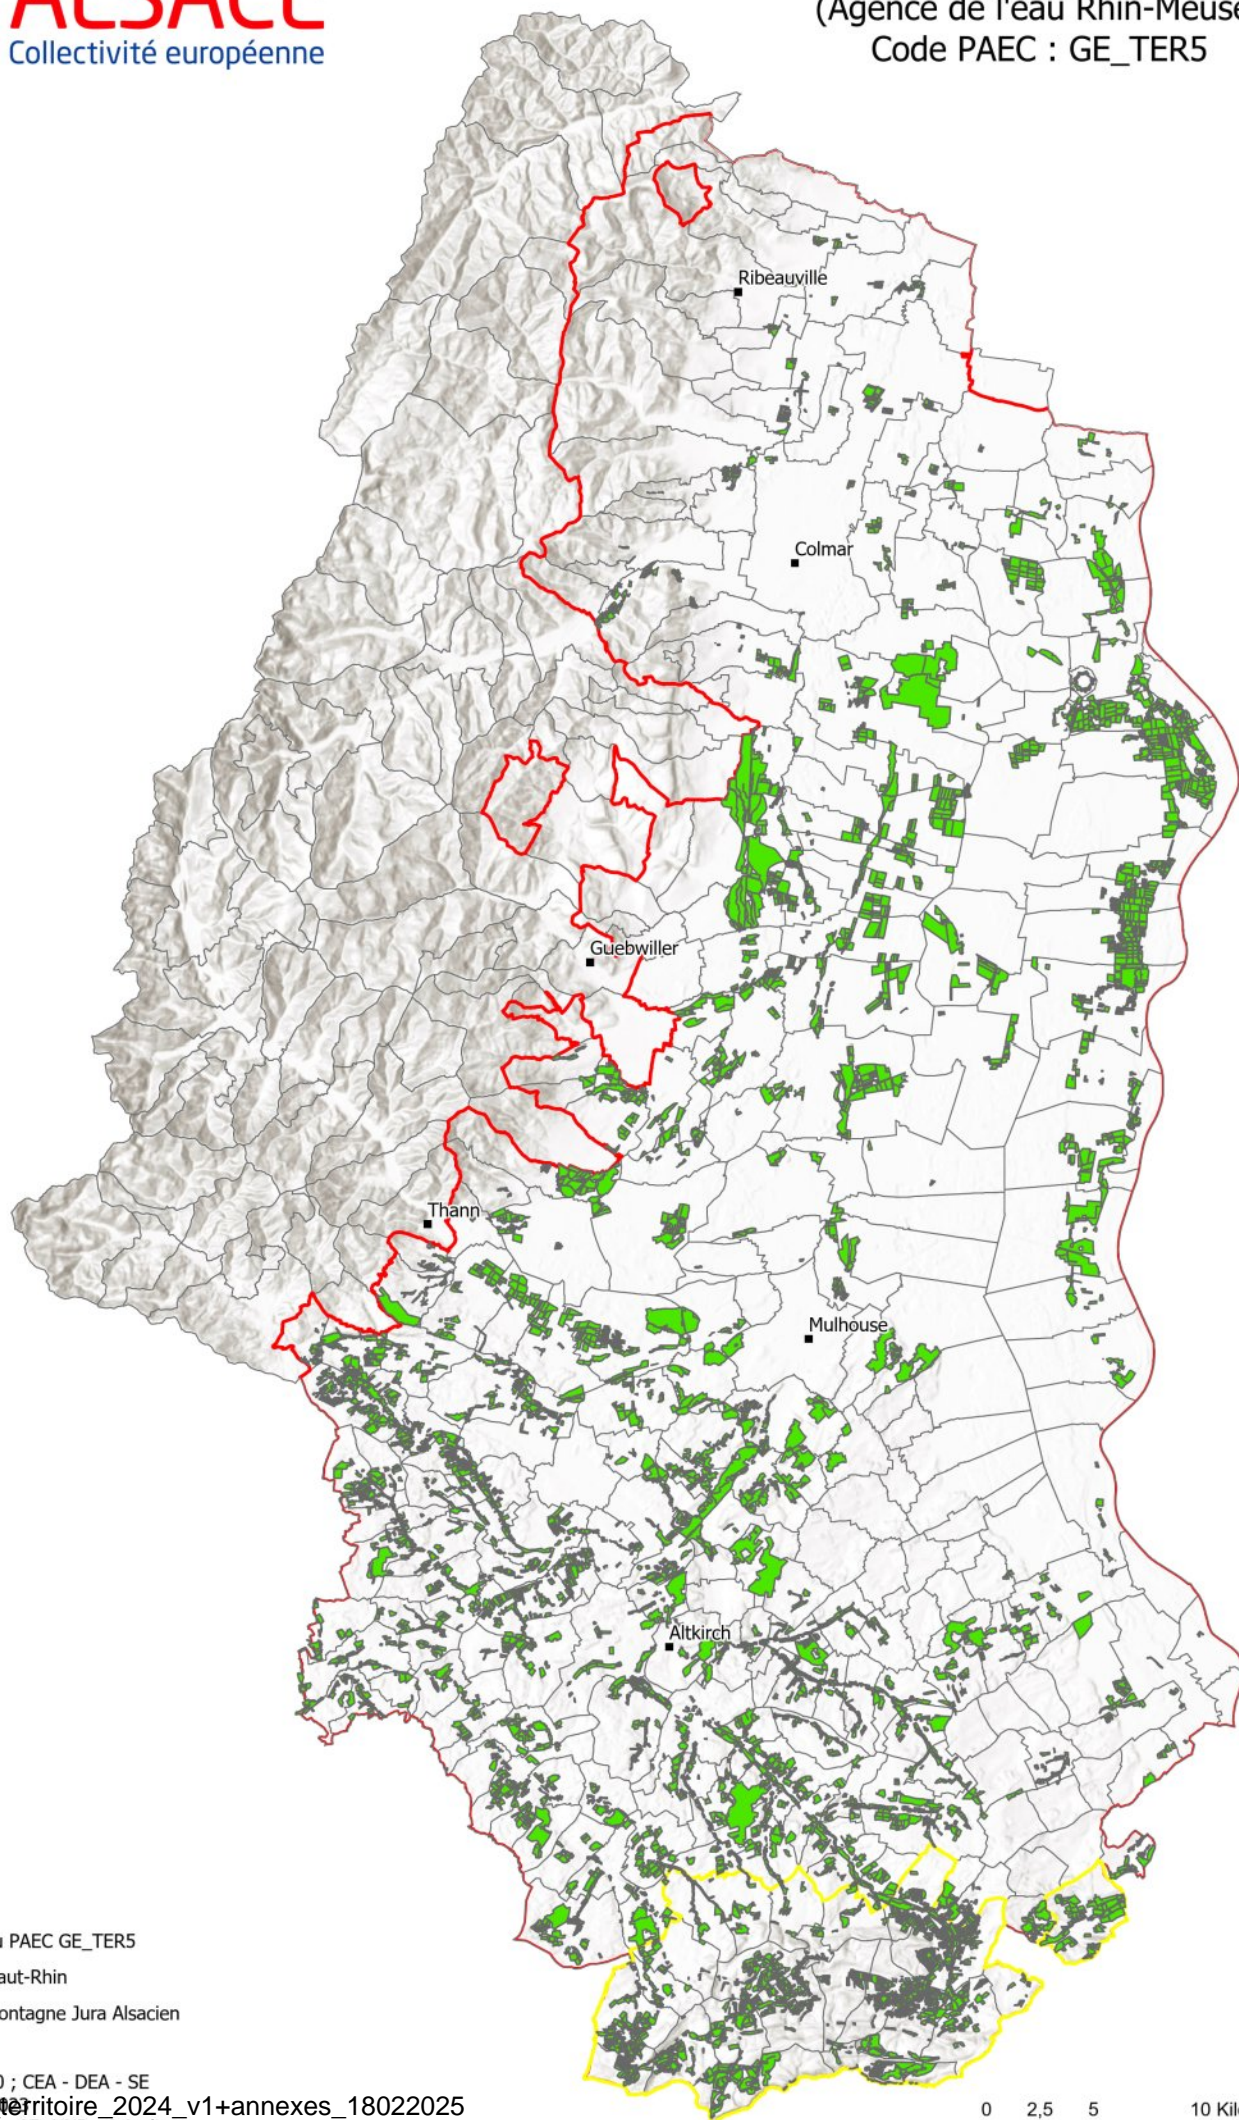 ALSACE
Collectivité européenne
(Agence de l'eau Rhin-Meuse
Code PAEC : GE_TER5
Ribeauville
Colmar
Guebwiller
Thann
Mulhouse
Altkirch
PAEC GE_TER5
aut-Rhin
ontagne Jura Alsacien
; CEA - DEA - SE
territoire_2024_v1+annexes_18022025
0 2,5 5 10 Kil